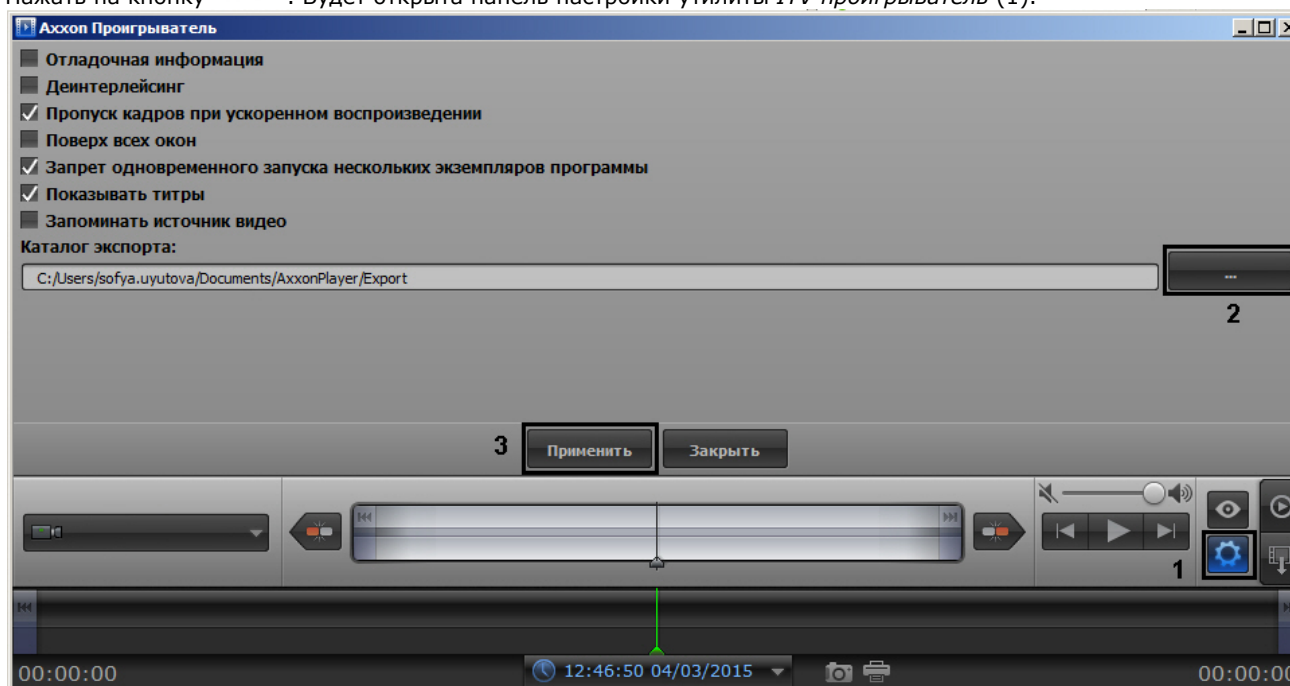 Нажать на кнопку . Будет открыта панель настройки утилиты ITV проигрыватель (1).
Axxon Проигрыватель
Отладочная информация
Деинтерлейсинг
Пропуск кадров при ускоренном воспроизведении
Поверх всех окон
Запрет одновременного запуска нескольких экземпляров программы
Показывать титры
Запоминать источник видео
Каталог экспорта:
C:/Users/sofya.uyutova/Documents/AxxonPlayer/Export
...
2
3
Применить
Закрыть
1
00:00:00
12:46:50 04/03/2015
00:00:00